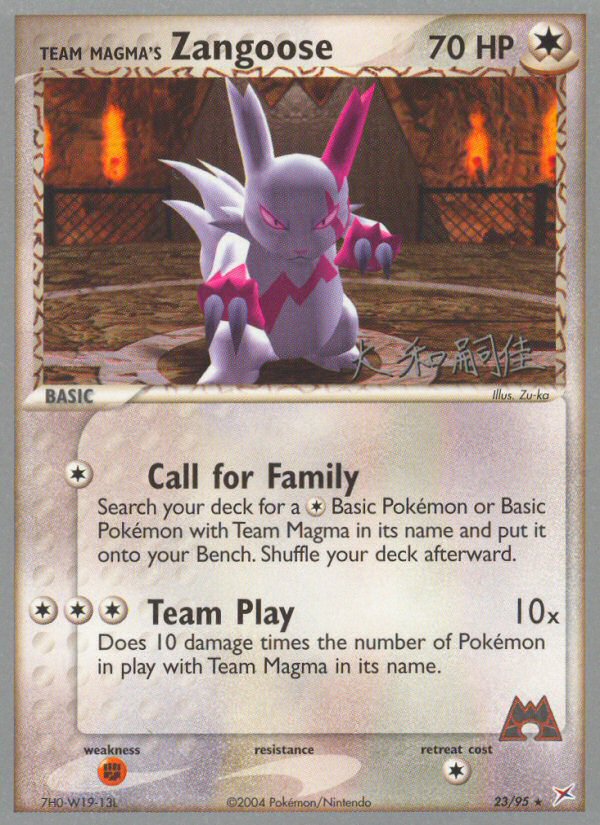 TEAM MAGMA'S Zangoose 70 HP
大和嗣佳
BASIC
Illus. Zu-ka
Call for Family
Search your deck for a Basic Pokémon or Basic
Pokémon with Team Magma in its name and put it
onto your Bench. Shuffle your deck afterward.
Team Play 10x
Does 10 damage times the number of Pokémon
in play with Team Magma in its name.
weakness resistance retreat cost
7H0-W19-13L ©2004 Pokémon/Nintendo 23/95 ★